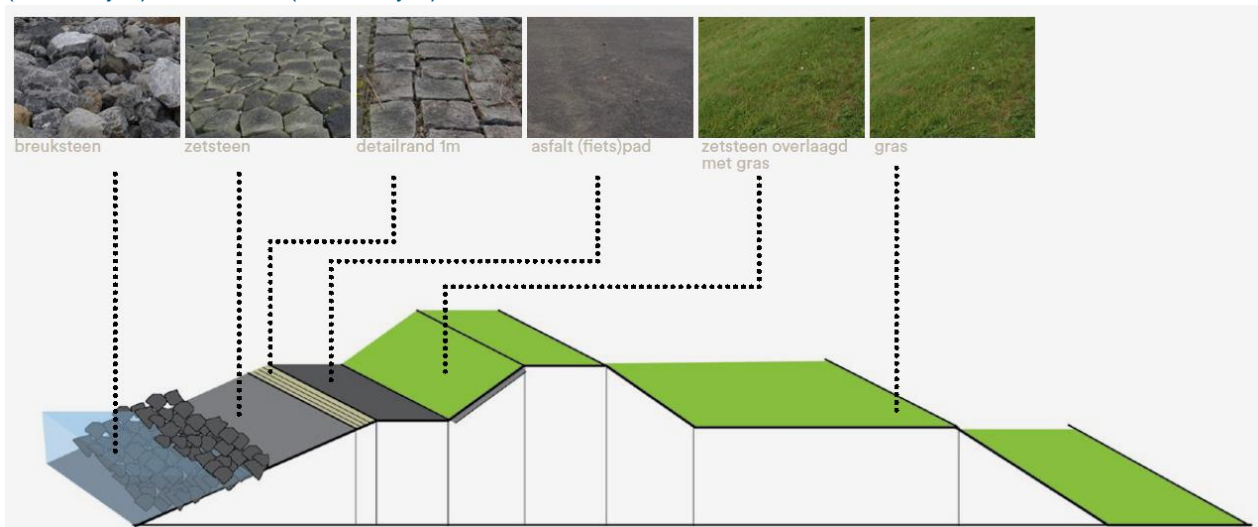 breuksteen
zetsteen
detailrand 1m
asfalt (fiets)pad
zetsteen overlaagd
met gras
gras